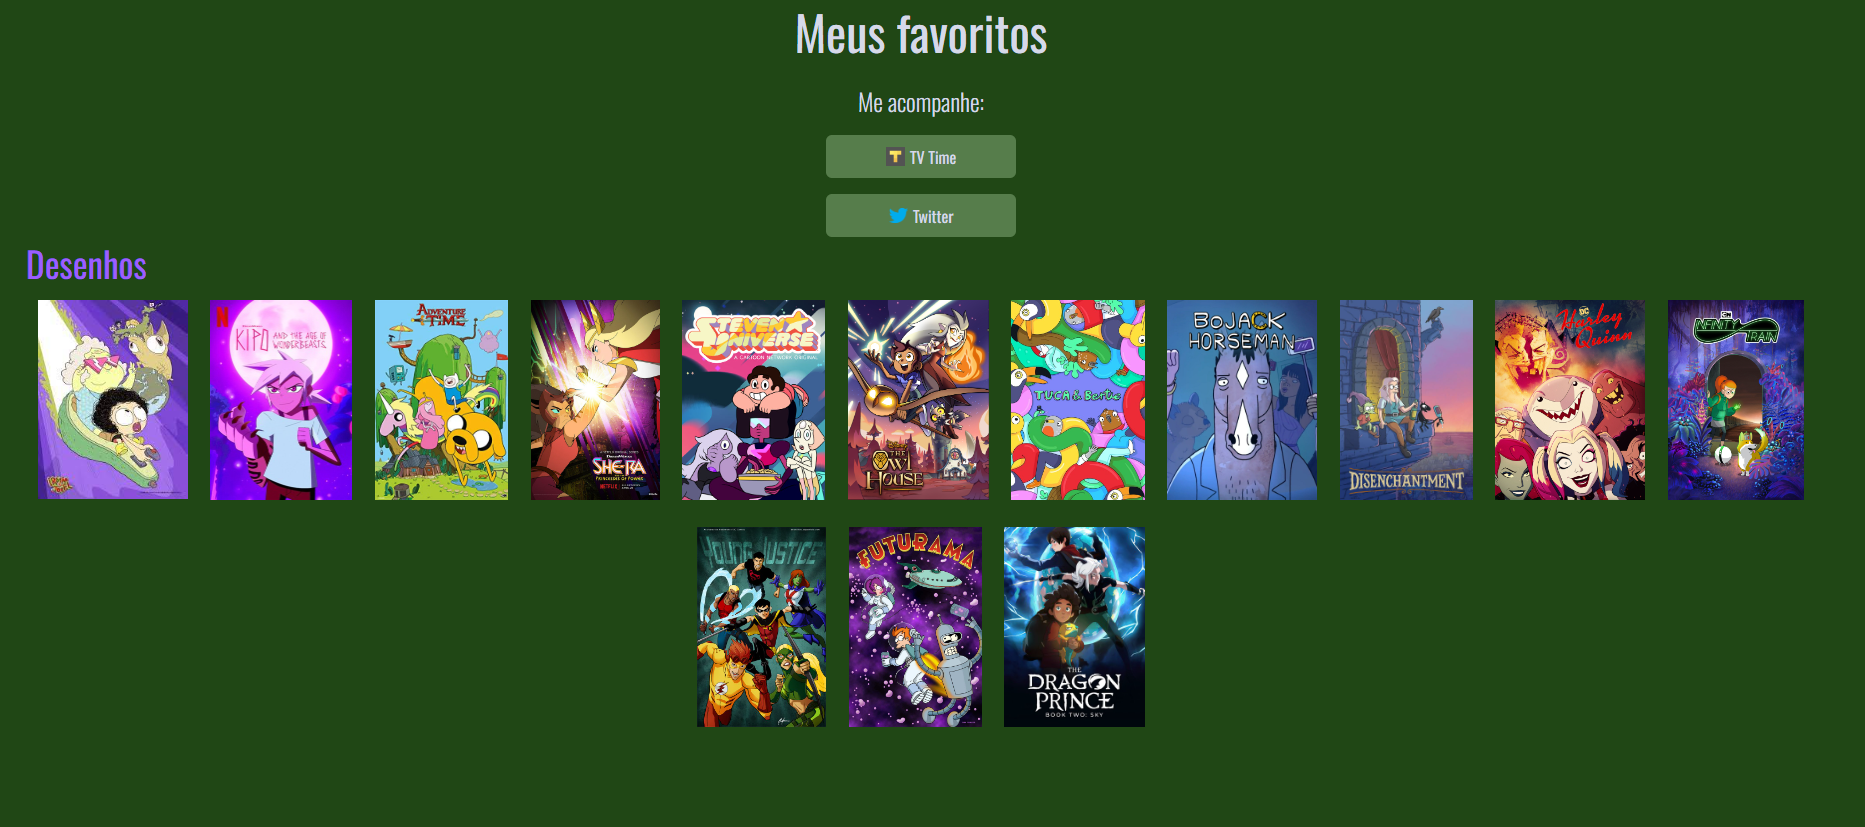 Meus favoritos
Me acompanhe:
T TV Time
Twitter
Desenhos
N
KIPO AND THE AGE OF WONDERBEASTS
ADVENTURE TIME
SHE-RA
PRINCESSES OF POWER
NETFLIX
STEVEN UNIVERSE
A CARTOON NETWORK ORIGINAL
THE
OWL
HOUSE
TUCA & BERTIE
BOJACK
HORSEMAN
DISENCHANTMENT
DC
Harley
Quinn
CN
INFINITY
TRAIN
YOUNG JUSTICE
FUTURAMA
THE
DRAGON
PRINCE
BOOK TWO: SKY